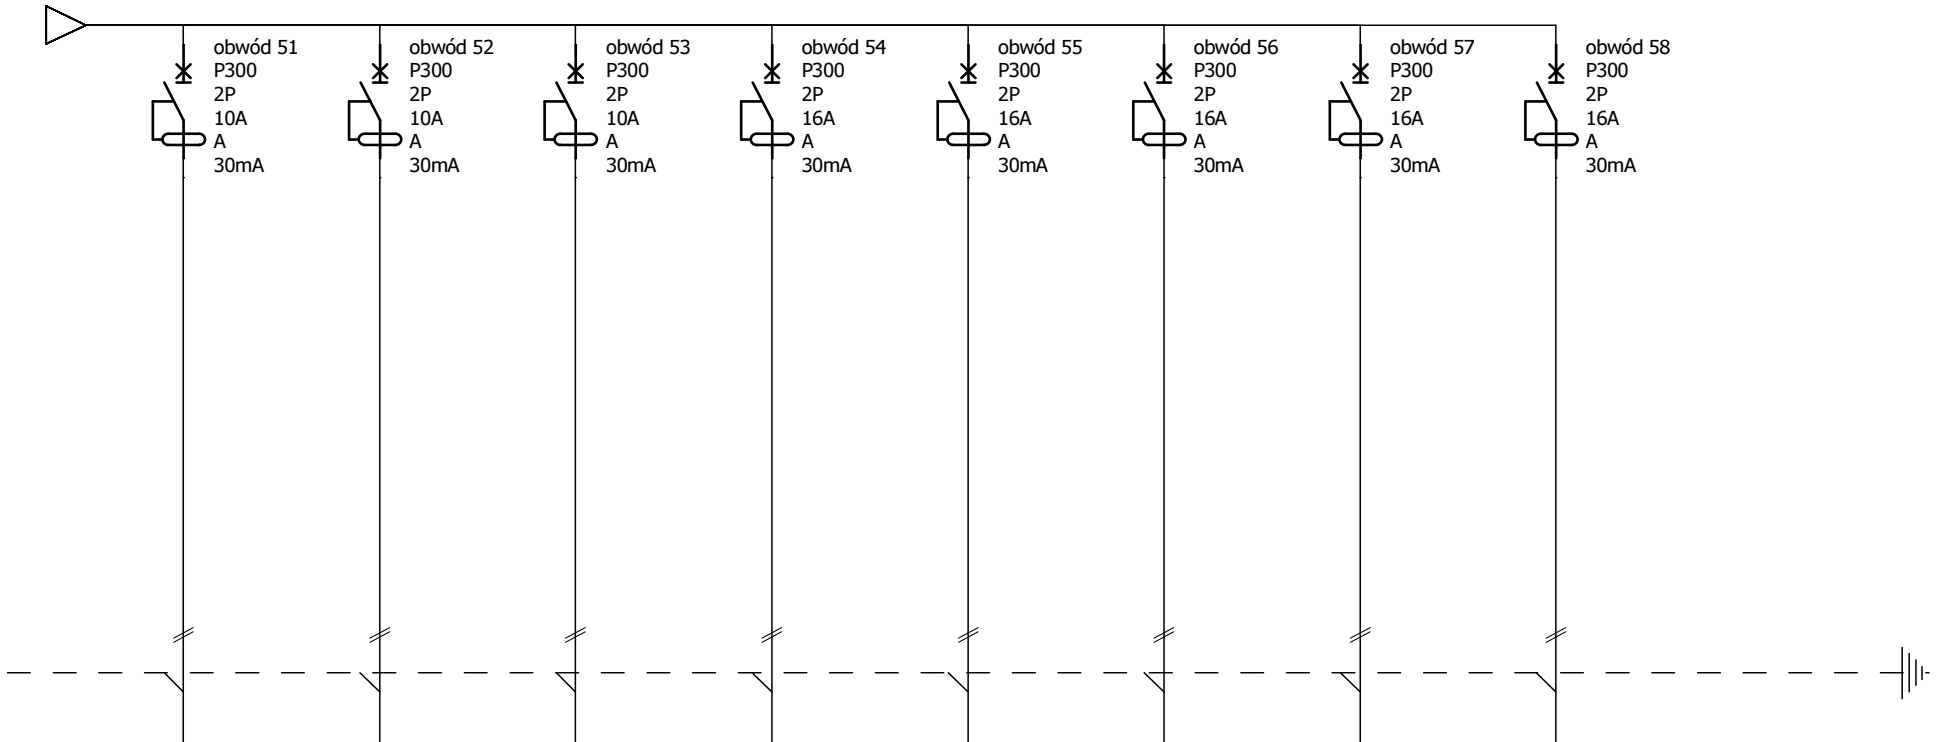 obwód 51
P300
2P
10A
A
30mA
obwód 52
P300
2P
10A
A
30mA
obwód 53
P300
2P
10A
A
30mA
obwód 54
P300
2P
16A
A
30mA
obwód 55
P300
2P
16A
A
30mA
obwód 56
P300
2P
16A
A
30mA
obwód 57
P300
2P
16A
A
30mA
obwód 58
P300
2P
16A
A
30mA